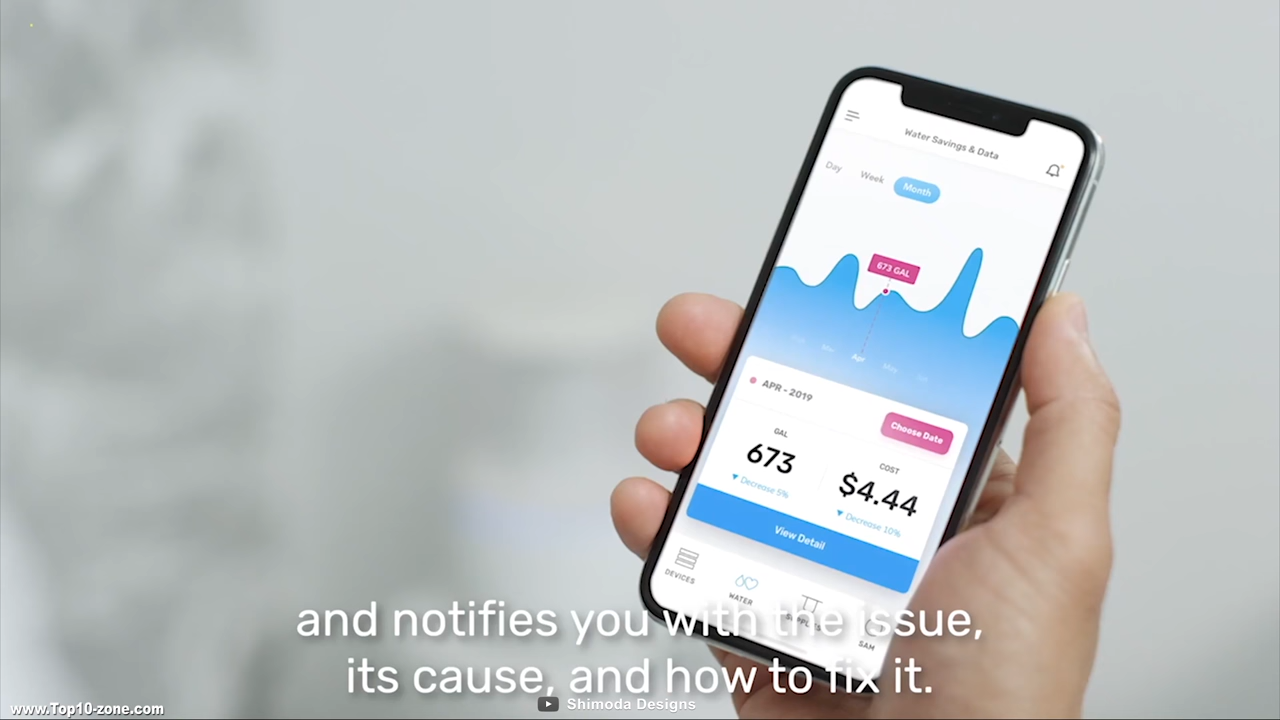 Water Savings & Data
Day Week Month
673 GAL
Apr
May
APR - 2019
Choose Date
GAL
673
Decrease 5%
COST
$4.44
Decrease 10%
View Detail
DEVICES
WATER
SAM
and notifies you with the issue,
its cause, and how to fix it.
Shimoda Designs
www.Top10-zone.com